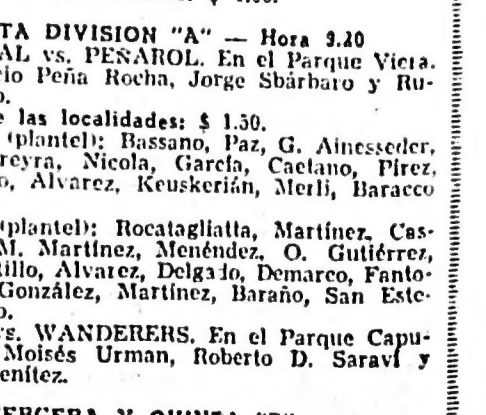 TA DIVISION "A" — Hora 3.20
AL vs. PEÑAROL. En el Parque Viera.
io Peña Rocha, Jorge Sbárbaro y Ru-
o.
e las localidades: $ 1.50.
(plantel): Bassano, Paz, G. Ainesseder,
reyra, Nicola, García, Caetano, Pírez,
o, Alvarez, Keuskerián, Merli, Baracco
(plantel): Rocatagliatta, Martínez, Cas-
M. Martínez, Menéndez, O. Gutiérrez,
illo, Alvarez, Delgado, Demarco, Fanto-
González, Martínez, Baraño, San Este-
o.
vs. WANDERERS. En el Parque Capu-
Moisés Urman, Roberto D. Saraví y
enítez.